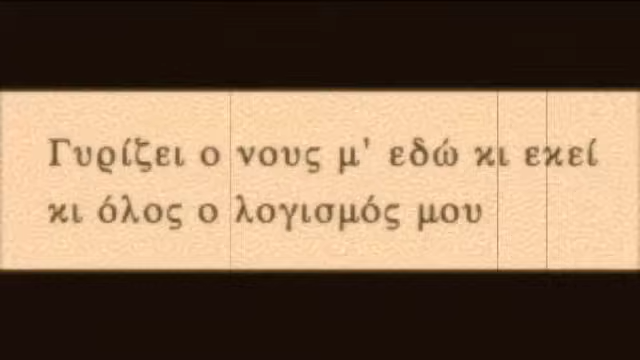 Γυρίζει ο νους μ' εδώ κι εκεί
κι όλος ο λογισμός μου